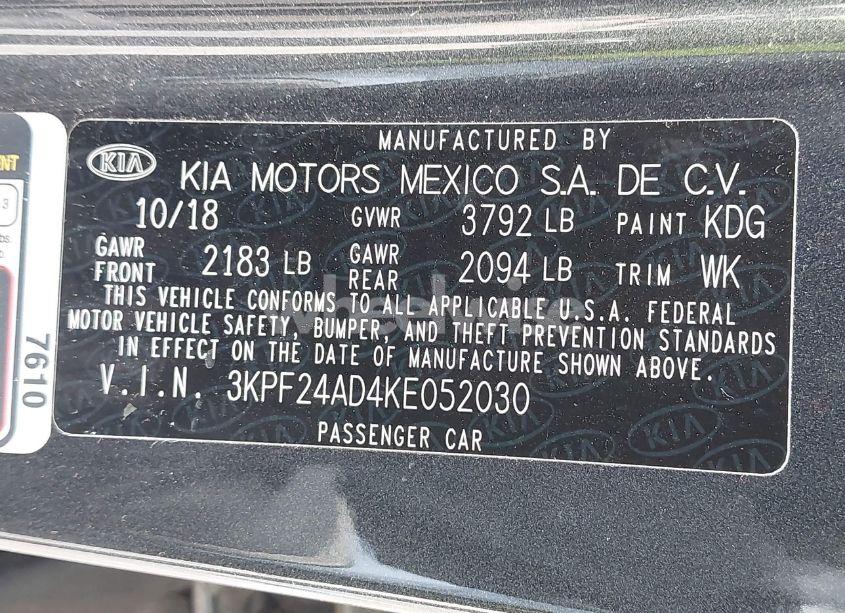 MANUFACTURED BY
KIA KIA MOTORS MEXICO S.A. DE C.V.
10/18 GVWR 3792 LB PAINT KDG
GAWR FRONT 2183 LB GAWR REAR 2094 LB TRIM WK
THIS VEHICLE CONFORMS TO ALL APPLICABLE U.S.A. FEDERAL
MOTOR VEHICLE SAFETY, BUMPER, AND THEFT PREVENTION STANDARDS
IN EFFECT ON THE DATE OF MANUFACTURE SHOWN ABOVE.
V.I.N. 3KPF24AD4KE052030
PASSENGER CAR
7610